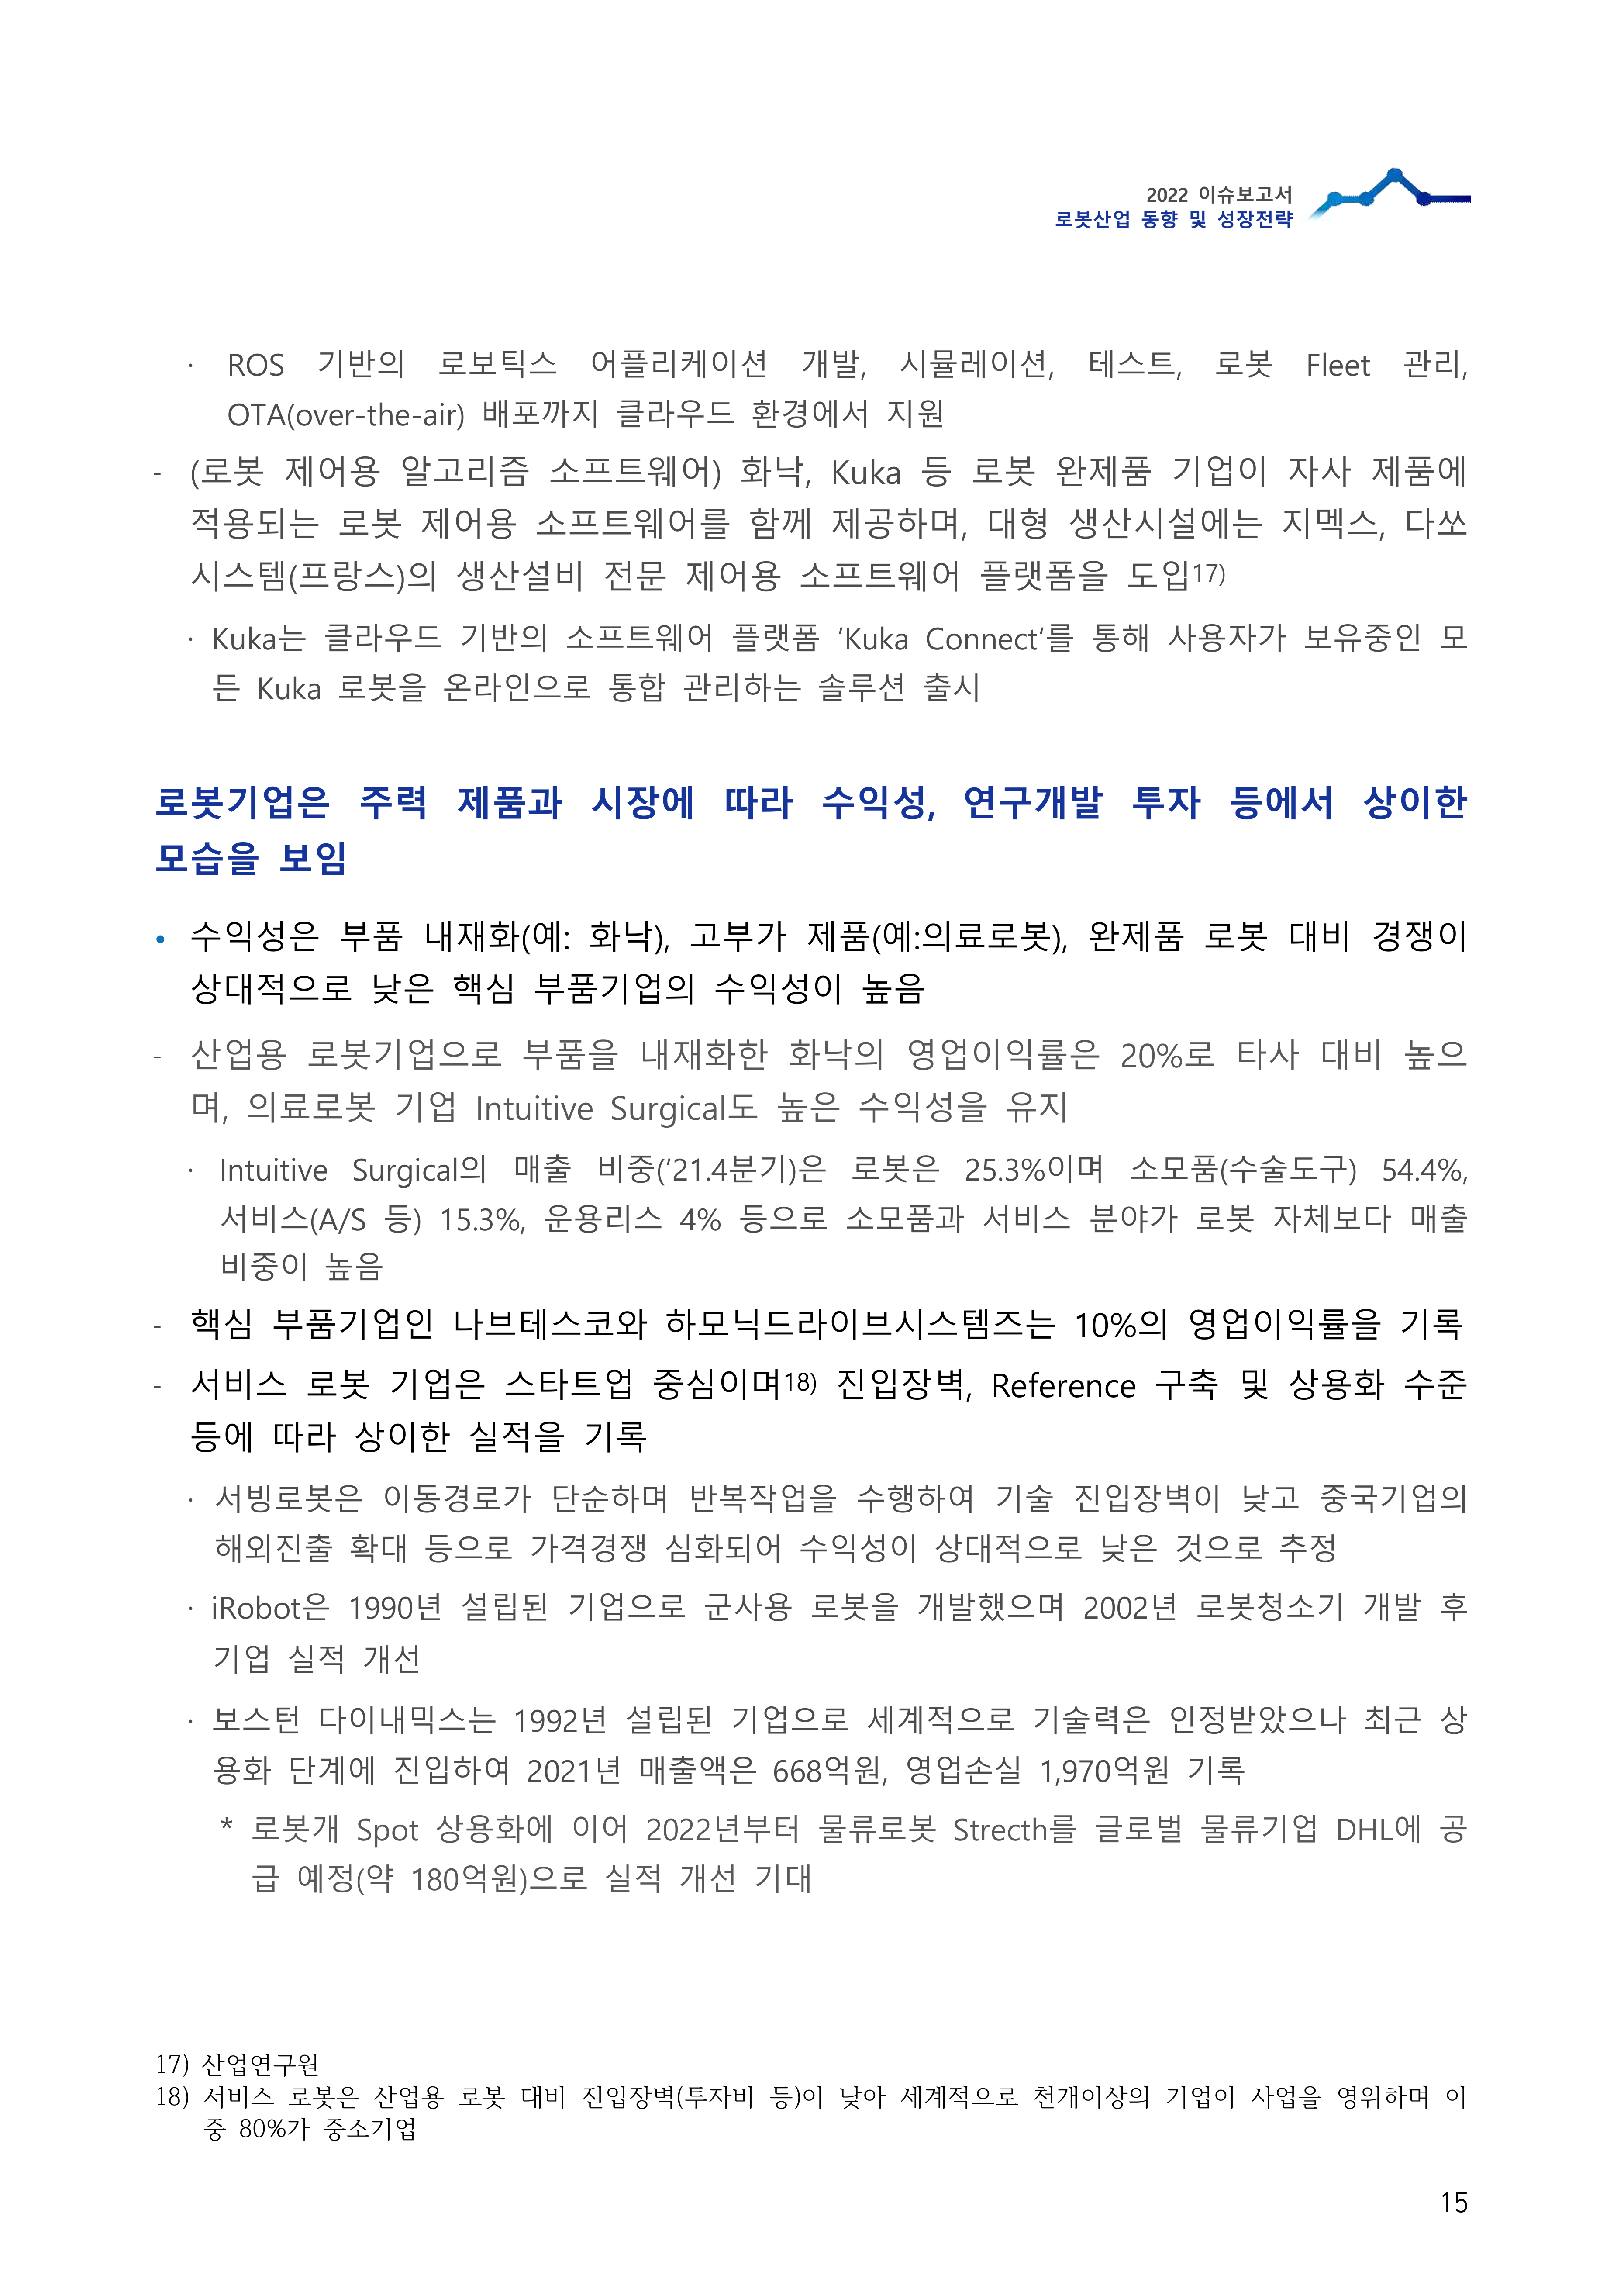 2022 이슈보고서
로봇산업 동향 및 성장전략
· ROS 기반의 로보틱스 어플리케이션 개발, 시뮬레이션, 테스트, 로봇 Fleet 관리,
OTA(over-the-air) 배포까지 클라우드 환경에서 지원
- (로봇 제어용 알고리즘 소프트웨어) 화낙, Kuka 등 로봇 완제품 기업이 자사 제품에
적용되는 로봇 제어용 소프트웨어를 함께 제공하며, 대형 생산시설에는 지멕스, 다쏘
시스템(프랑스)의 생산설비 전문 제어용 소프트웨어 플랫폼을 도입17)
· Kuka는 클라우드 기반의 소프트웨어 플랫폼 ’Kuka Connect‘를 통해 사용자가 보유중인 모
든 Kuka 로봇을 온라인으로 통합 관리하는 솔루션 출시
로봇기업은 주력 제품과 시장에 따라 수익성, 연구개발 투자 등에서 상이한
모습을 보임
• 수익성은 부품 내재화(예: 화낙), 고부가 제품(예:의료로봇), 완제품 로봇 대비 경쟁이
상대적으로 낮은 핵심 부품기업의 수익성이 높음
- 산업용 로봇기업으로 부품을 내재화한 화낙의 영업이익률은 20%로 타사 대비 높으
며, 의료로봇 기업 Intuitive Surgical도 높은 수익성을 유지
· Intuitive Surgical의 매출 비중(’21.4분기)은 로봇은 25.3%이며 소모품(수술도구) 54.4%,
서비스(A/S 등) 15.3%, 운용리스 4% 등으로 소모품과 서비스 분야가 로봇 자체보다 매출
비중이 높음
- 핵심 부품기업인 나브테스코와 하모닉드라이브시스템즈는 10%의 영업이익률을 기록
- 서비스 로봇 기업은 스타트업 중심이며18) 진입장벽, Reference 구축 및 상용화 수준
등에 따라 상이한 실적을 기록
· 서빙로봇은 이동경로가 단순하며 반복작업을 수행하여 기술 진입장벽이 낮고 중국기업의
해외진출 확대 등으로 가격경쟁 심화되어 수익성이 상대적으로 낮은 것으로 추정
· iRobot은 1990년 설립된 기업으로 군사용 로봇을 개발했으며 2002년 로봇청소기 개발 후
기업 실적 개선
· 보스턴 다이내믹스는 1992년 설립된 기업으로 세계적으로 기술력은 인정받았으나 최근 상
용화 단계에 진입하여 2021년 매출액은 668억원, 영업손실 1,970억원 기록
* 로봇개 Spot 상용화에 이어 2022년부터 물류로봇 Strecth를 글로벌 물류기업 DHL에 공
급 예정(약 180억원)으로 실적 개선 기대
17) 산업연구원
18) 서비스 로봇은 산업용 로봇 대비 진입장벽(투자비 등)이 낮아 세계적으로 천개이상의 기업이 사업을 영위하며 이
중 80%가 중소기업
15